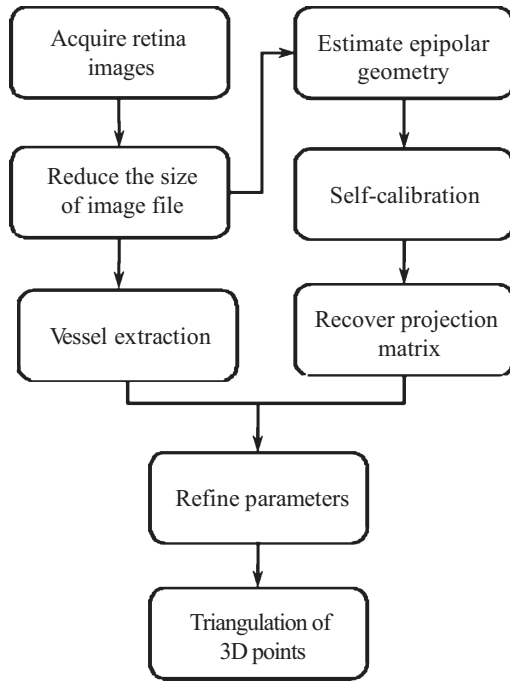 Acquire retina
images
Reduce the size
of image file
Vessel extraction
Estimate epipolar
geometry
Self-calibration
Recover projection
matrix
Refine parameters
Triangulation of
3D points